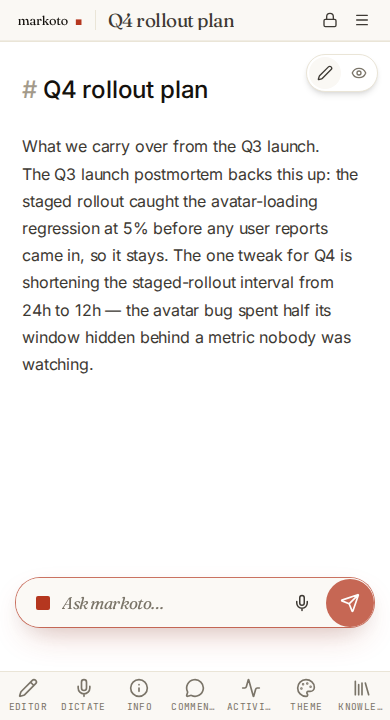 markoto
Q4 rollout plan
# Q4 rollout plan
What we carry over from the Q3 launch.
The Q3 launch postmortem backs this up: the
staged rollout caught the avatar-loading
regression at 5% before any user reports
came in, so it stays. The one tweak for Q4 is
shortening the staged-rollout interval from
24h to 12h — the avatar bug spent half its
window hidden behind a metric nobody was
watching.
Ask markoto...
EDITOR DICTATE INFO COMMEN… ACTIVI… THEME KNOWLE…